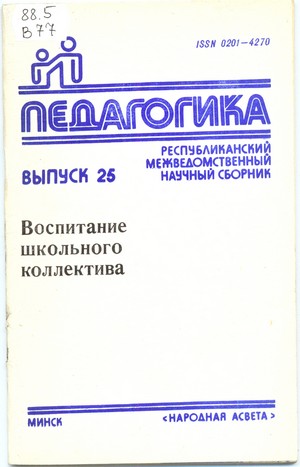 88.5
В77
ISSN 0201-4270
ПЕДАГОГИКА
ВЫПУСК 25
РЕСПУБЛИКАНСКИЙ
МЕЖВЕДОМСТВЕННЫЙ
НАУЧНЫЙ СБОРНИК
Воспитание
школьного
коллектива
МИНСК
«НАРОДНАЯ АСВЕТА»